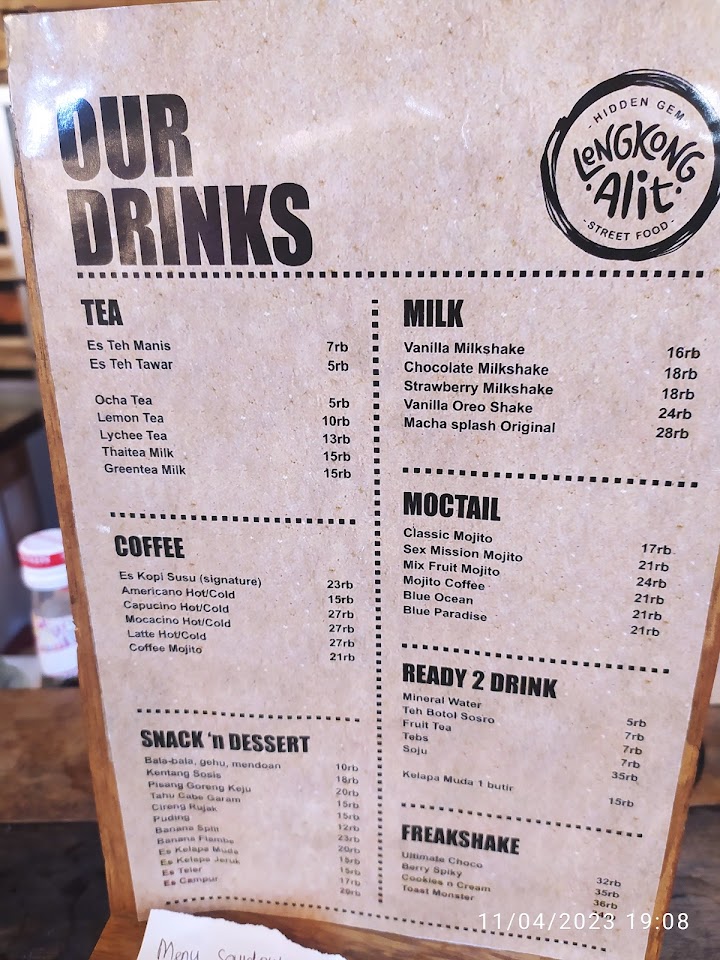 OUR
DRINKS
- HIDDEN GEM -
LENGKONG
Alit
- STREET FOOD -
TEA
Es Teh Manis 7rb
Es Teh Tawar 5rb
Ocha Tea 5rb
Lemon Tea 10rb
Lychee Tea 13rb
Thaitea Milk 15rb
Greentea Milk 15rb
COFFEE
Es Kopi Susu (signature) 23rb
Americano Hot/Cold 15rb
Capucino Hot/Cold 27rb
Mocacino Hot/Cold 27rb
Latte Hot/Cold 27rb
Coffee Mojito 21rb
SNACK 'n DESSERT
Bala-bala, gehu, mendoan 10rb
Kentang Sosis 18rb
Pisang Goreng Keju 20rb
Tahu Cabe Garam 15rb
Cireng Rujak 15rb
Puding 12rb
Banana Split 23rb
Banana Flambe 20rb
Es Kelapa Muda 15rb
Es Kelapa Jeruk 15rb
Es Teler 17rb
Es Campur 20rb
MILK
Vanilla Milkshake 16rb
Chocolate Milkshake 18rb
Strawberry Milkshake 18rb
Vanilla Oreo Shake 24rb
Macha splash Original 28rb
MOCTAIL
Classic Mojito 17rb
Sex Mission Mojito 21rb
Mix Fruit Mojito 24rb
Mojito Coffee 21rb
Blue Ocean 21rb
Blue Paradise 21rb
READY 2 DRINK
Mineral Water 5rb
Teh Botol Sosro 7rb
Fruit Tea 7rb
Tebs 7rb
Soju 35rb
Kelapa Muda 1 butir 15rb
FREAKSHAKE
Ultimate Choco 32rb
Berry Spiky 35rb
Cookies n Cream 36rb
Toast Monster
11/04/2023 19:08
Menu